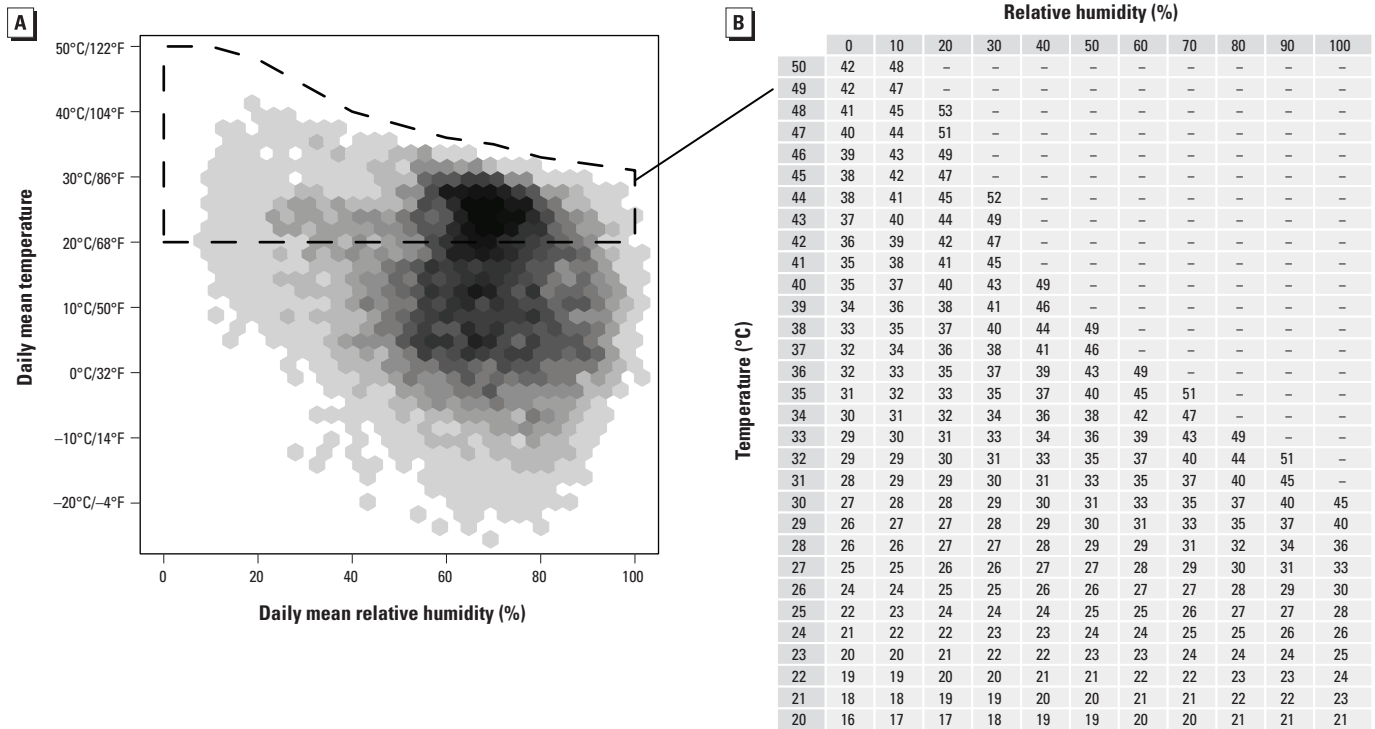 A
50°C/122°F
40°C/104°F
30°C/86°F
20°C/68°F
10°C/50°F
0°C/32°F
–10°C/14°F
–20°C/–4°F
Daily mean temperature
0 20 40 60 80 100
Daily mean relative humidity (%)
B
Relative humidity (%)
0 10 20 30 40 50 60 70 80 90 100
Temperature (°C)
50 42 48 – – – – – – – – –
49 42 47 – – – – – – – – –
48 41 45 53 – – – – – – – –
47 40 44 51 – – – – – – – –
46 39 43 49 – – – – – – – –
45 38 42 47 – – – – – – – –
44 38 41 45 52 – – – – – – –
43 37 40 44 49 – – – – – – –
42 36 39 42 47 – – – – – – –
41 35 38 41 45 – – – – – – –
40 35 37 40 43 49 – – – – – –
39 34 36 38 41 46 – – – – – –
38 33 35 37 40 44 49 – – – – –
37 32 34 36 38 41 46 – – – – –
36 32 33 35 37 39 43 49 – – – –
35 31 32 33 35 37 40 45 51 – – –
34 30 31 32 34 36 38 42 47 – – –
33 29 30 31 33 34 36 39 43 49 – –
32 29 29 30 31 33 35 37 40 44 51 –
31 28 29 29 30 31 33 35 37 40 45 –
30 27 28 28 29 30 31 33 35 37 40 45
29 26 27 27 28 29 30 31 33 35 37 40
28 26 26 27 27 28 29 29 31 32 34 36
27 25 25 26 26 27 27 28 29 30 31 33
26 24 24 25 25 26 26 27 27 28 29 30
25 22 23 24 24 24 25 25 26 27 27 28
24 21 22 22 23 23 24 24 25 25 26 26
23 20 20 21 22 22 23 23 24 24 24 25
22 19 19 20 20 21 21 22 22 23 23 24
21 18 18 19 19 20 20 21 21 22 22 23
20 16 17 17 18 19 19 20 20 21 21 21